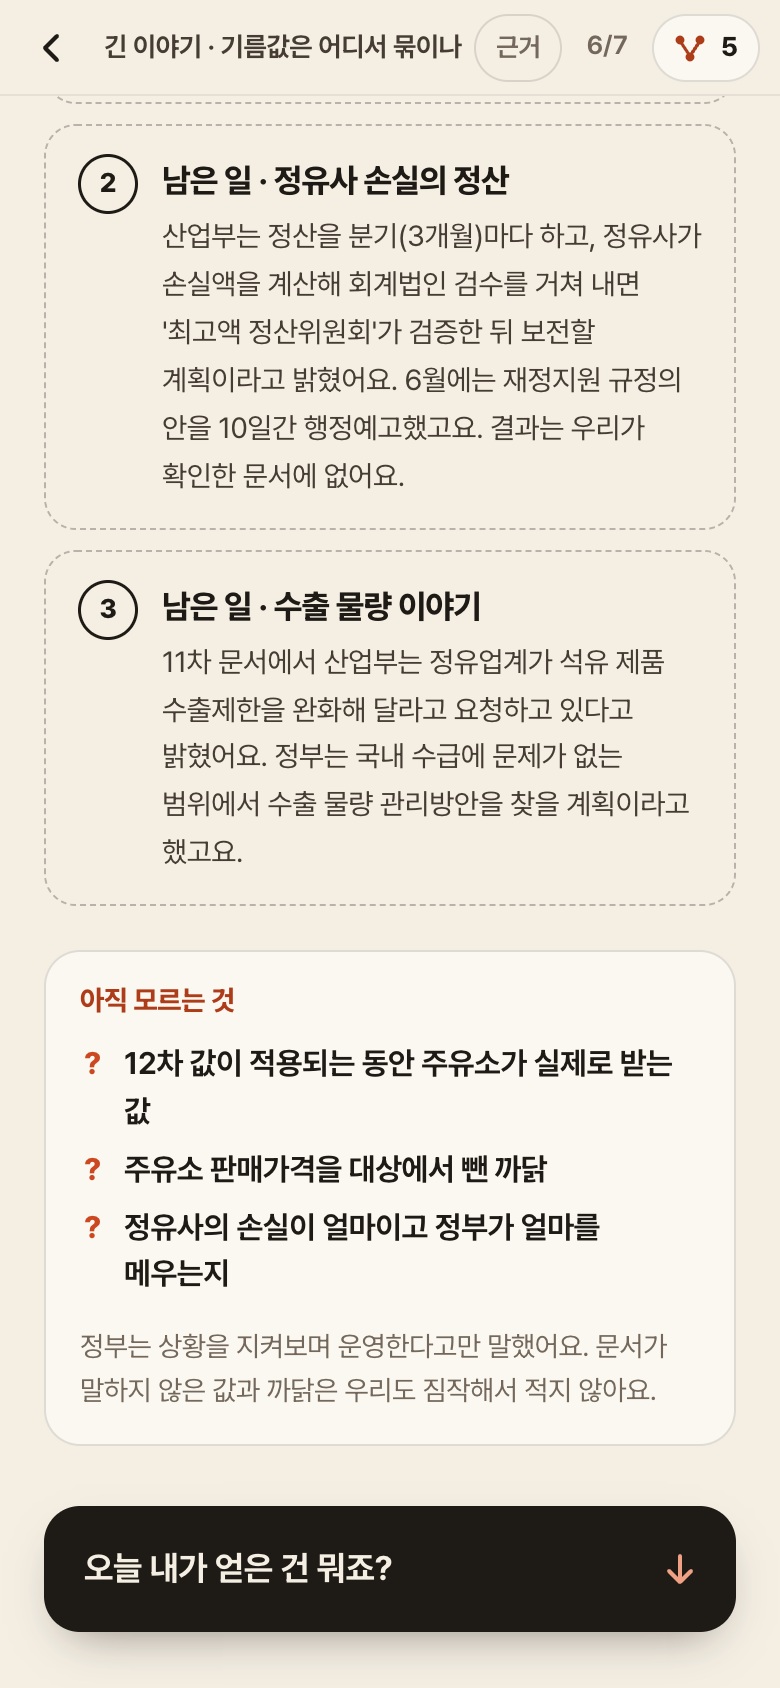 긴 이야기 · 기름값은 어디서 묶이나 근거 6/7 5
2 남은 일 · 정유사 손실의 정산
산업부는 정산을 분기(3개월)마다 하고, 정유사가
손실액을 계산해 회계법인 검수를 거쳐 내면
'최고액 정산위원회'가 검증한 뒤 보전할
계획이라고 밝혔어요. 6월에는 재정지원 규정의
안을 10일간 행정예고했고요. 결과는 우리가
확인한 문서에 없어요.
3 남은 일 · 수출 물량 이야기
11차 문서에서 산업부는 정유업계가 석유 제품
수출제한을 완화해 달라고 요청하고 있다고
밝혔어요. 정부는 국내 수급에 문제가 없는
범위에서 수출 물량 관리방안을 찾을 계획이라고
했고요.
아직 모르는 것
? 12차 값이 적용되는 동안 주유소가 실제로 받는
값
? 주유소 판매가격을 대상에서 뺀 까닭
? 정유사의 손실이 얼마이고 정부가 얼마를
메우는지
정부는 상황을 지켜보며 운영한다고만 말했어요. 문서가
말하지 않은 값과 까닭은 우리도 짐작해서 적지 않아요.
오늘 내가 얻은 건 뭐죠?